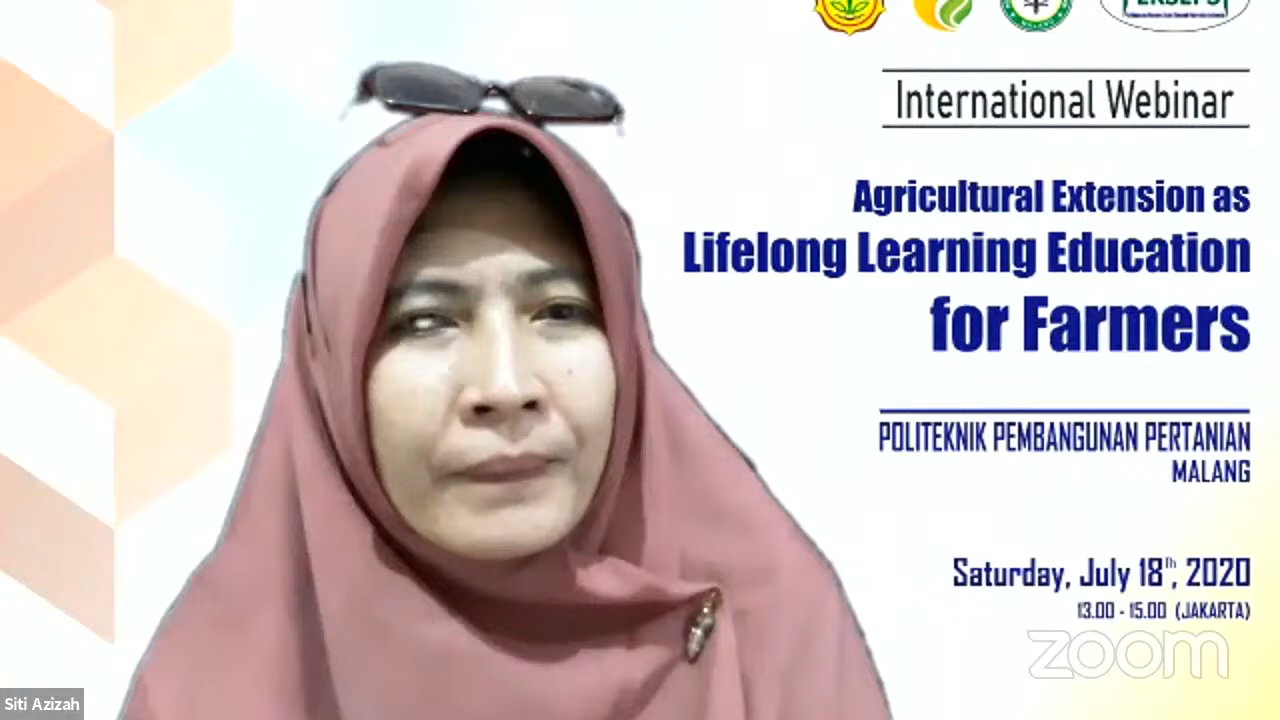 International Webinar
Agricultural Extension as
Lifelong Learning Education
for Farmers
POLITEKNIK PEMBANGUNAN PERTANIAN
MALANG
Saturday, July 18th, 2020
13.00 - 15.00 (JAKARTA)
zoom
Siti Azizah